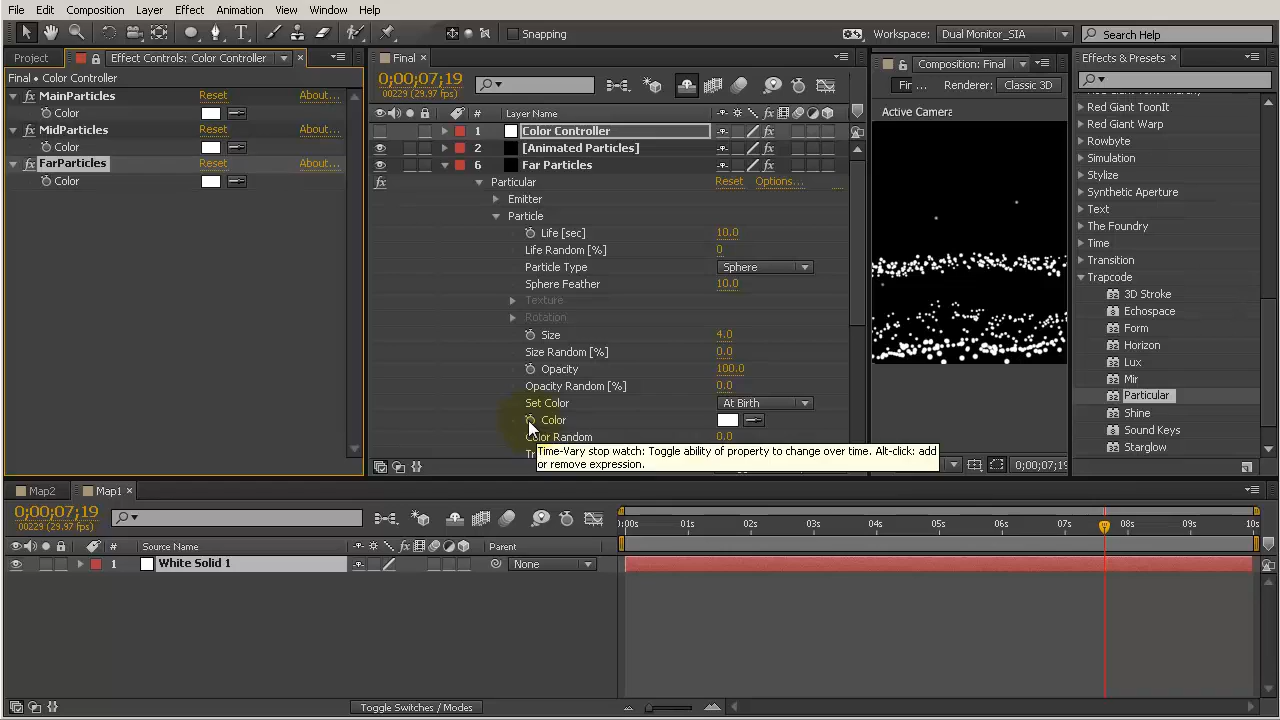 File Edit Composition Layer Effect Animation View Window Help
Snapping Workspace: Dual Monitor_SIA Search Help
Project Effect Controls: Color Controller
Final • Color Controller
MainParticles Reset About...
Color
MidParticles Reset About...
Color
FarParticles Reset About...
Color
Final
0;00;07;19
00229 (29.97 fps)
# Layer Name
1 Color Controller
2 [Animated Particles]
6 Far Particles
Particular Reset Options...
Emitter
Particle
Life [sec] 10.0
Life Random [%] 0
Particle Type Sphere
Sphere Feather 10.0
Texture
Rotation
Size 4.0
Size Random [%] 0.0
Opacity 100.0
Opacity Random [%] 0.0
Set Color At Birth
Color
Color Random 0.0
Time-Vary stop watch: Toggle ability of property to change over time. Alt-click: add
or remove expression.
Composition: Final
Renderer: Classic 3D
Active Camera
0;00;07;19
Effects & Presets
Red Giant ToonIt
Red Giant Warp
Rowbyte
Simulation
Stylize
Synthetic Aperture
Text
The Foundry
Time
Transition
Trapcode
3D Stroke
Echospace
Form
Horizon
Lux
Mir
Particular
Shine
Sound Keys
Starglow
Map2 Map1
0;00;07;19
00229 (29.97 fps)
:00s 01s 02s 03s 04s 05s 06s 07s 08s 09s 10s
# Source Name Parent
1 White Solid 1 None
Toggle Switches / Modes